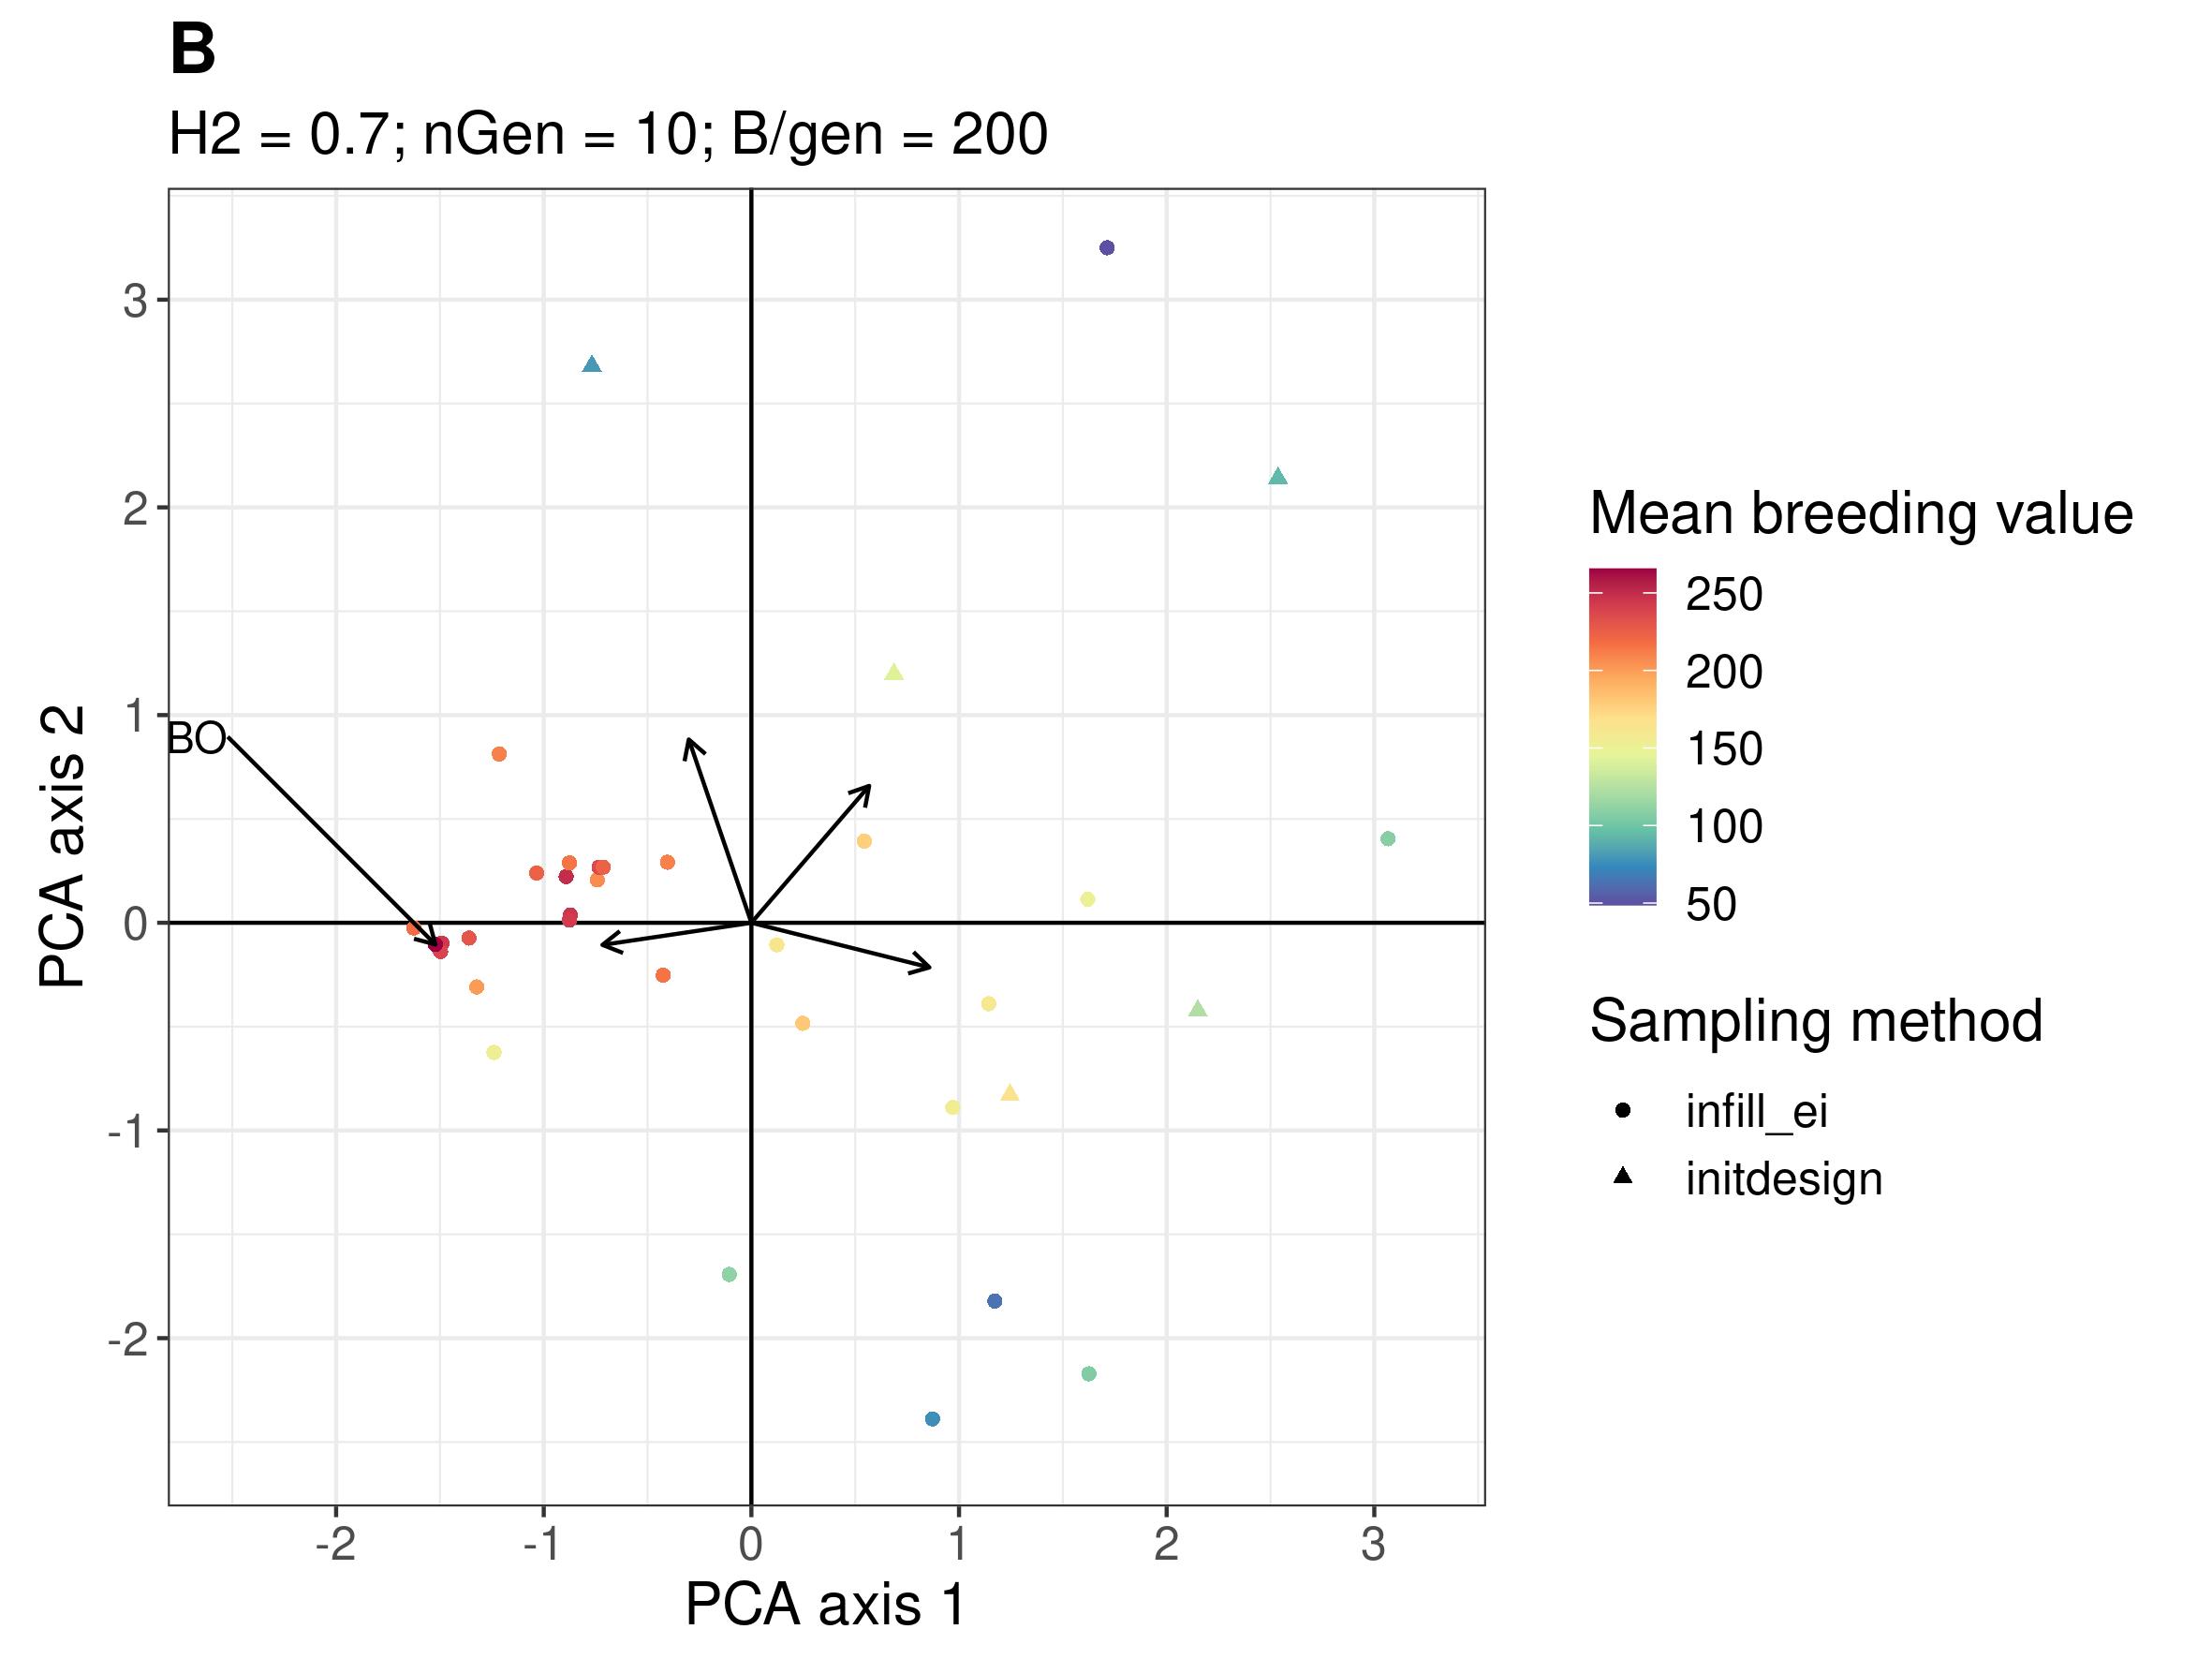 B
H2 = 0.7; nGen = 10; B/gen = 200
PCA axis 2
3
2
1
0
-1
-2
BO
-2
-1
0
1
2
3
PCA axis 1
Mean breeding value
250
200
150
100
50
Sampling method
infill_ei
initdesign